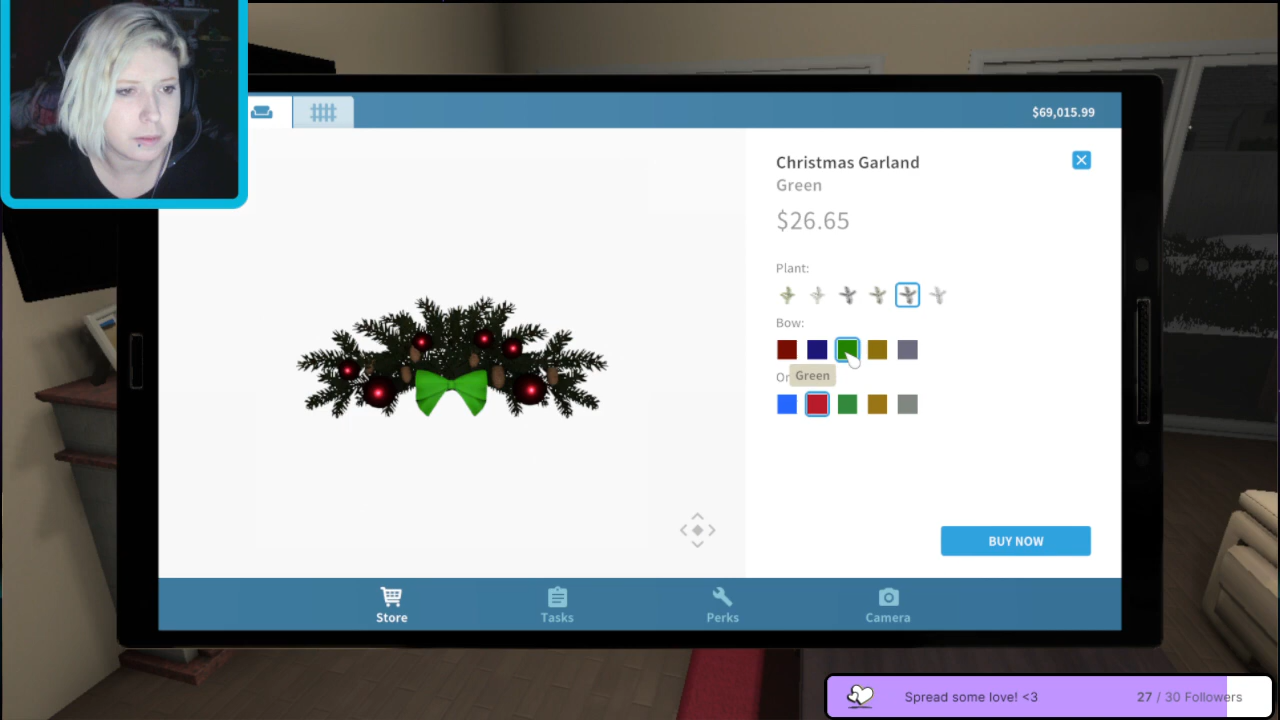 $69,015.99
Christmas Garland
Green
$26.65
Plant:
Bow:
Or
Green
BUY NOW
Store
Tasks
Perks
Camera
Spread some love! <3
27 / 30 Followers